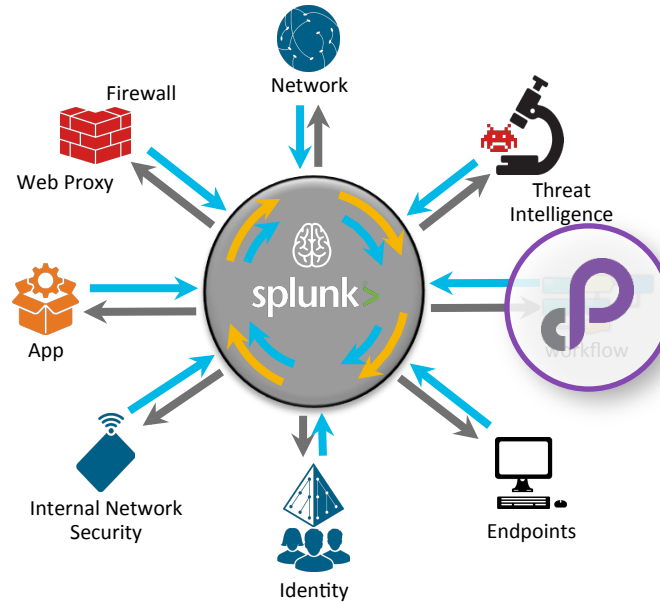 Network
Firewall
Web Proxy
Threat
Intelligence
splunk>
App
workflow
Internal Network
Security
Endpoints
Identity